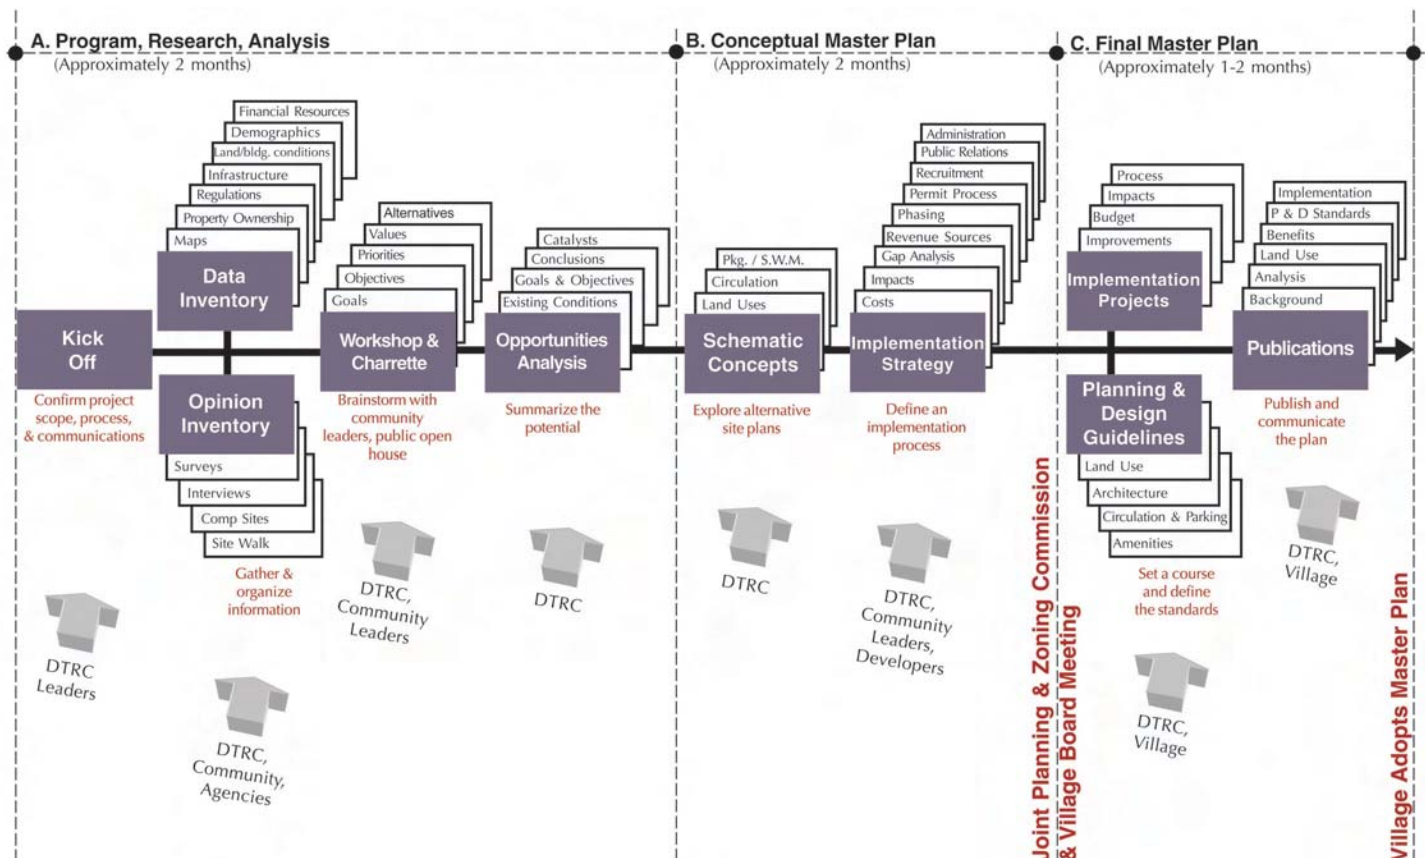 A. Program, Research, Analysis
(Approximately 2 months)
B. Conceptual Master Plan
(Approximately 2 months)
C. Final Master Plan
(Approximately 1-2 months)
Kick
Off
Confirm project
scope, process,
& communications
DTRC
Leaders
Financial Resources
Demographics
Land/bldg. conditions
Infrastructure
Regulations
Property Ownership
Maps
Data
Inventory
Opinion
Inventory
Surveys
Interviews
Comp Sites
Site Walk
Gather &
organize
information
DTRC,
Community,
Agencies
Alternatives
Values
Priorities
Objectives
Goals
Workshop &
Charrette
Brainstorm with
community
leaders, public open
house
DTRC,
Community
Leaders
Catalysts
Conclusions
Goals & Objectives
Existing Conditions
Opportunities
Analysis
Summarize the
potential
DTRC
Pkg. / S.W.M.
Circulation
Land Uses
Schematic
Concepts
Explore alternative
site plans
DTRC
Administration
Public Relations
Recruitment
Permit Process
Phasing
Revenue Sources
Gap Analysis
Impacts
Costs
Implementation
Strategy
Define an
implementation
process
DTRC,
Community
Leaders,
Developers
Joint Planning & Zoning Commission
& Village Board Meeting
Process
Impacts
Budget
Improvements
Implementation
Projects
Planning &
Design
Guidelines
Land Use
Architecture
Circulation & Parking
Amenities
Set a course
and define
the standards
DTRC,
Village
Implementation
P & D Standards
Benefits
Land Use
Analysis
Background
Publications
Publish and
communicate
the plan
DTRC,
Village
Village Adopts Master Plan